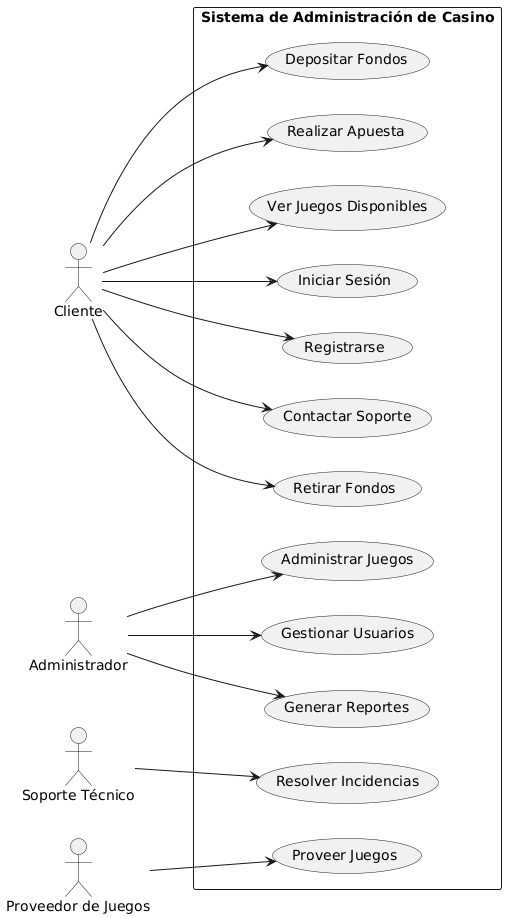 Sistema de Administración de Casino
Depositar Fondos
Realizar Apuesta
Ver Juegos Disponibles
Iniciar Sesión
Cliente
Registrarse
Contactar Soporte
Retirar Fondos
Administrar Juegos
Gestionar Usuarios
Administrador
Generar Reportes
Resolver Incidencias
Soporte Técnico
Proveer Juegos
Proveedor de Juegos